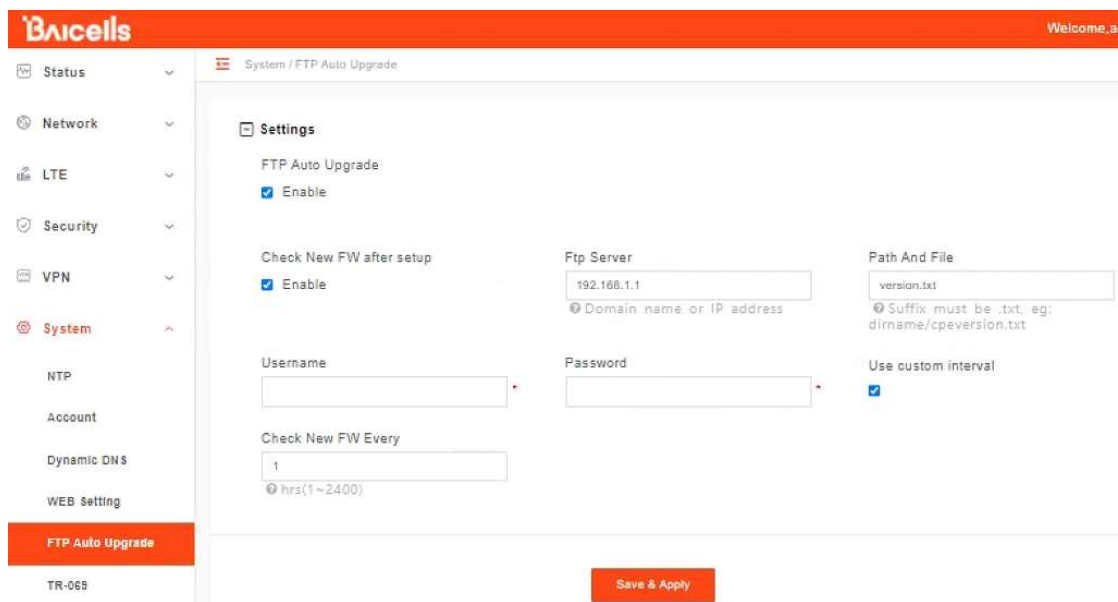 BAIcells
Welcome,a
Status
System / FTP Auto Upgrade
Network
Settings
FTP Auto Upgrade
LTE
Enable
Security
Check New FW after setup
Ftp Server
Path And File
Enable
192.168.1.1
version.txt
VPN
Domain name or IP address
Suffix must be .txt, eg:
dirname/cpeversion.txt
System
Username
Password
Use custom interval
NTP
*
*
Account
Check New FW Every
Dynamic DNS
1
hrs(1~2400)
WEB Setting
FTP Auto Upgrade
TR-069
Save & Apply